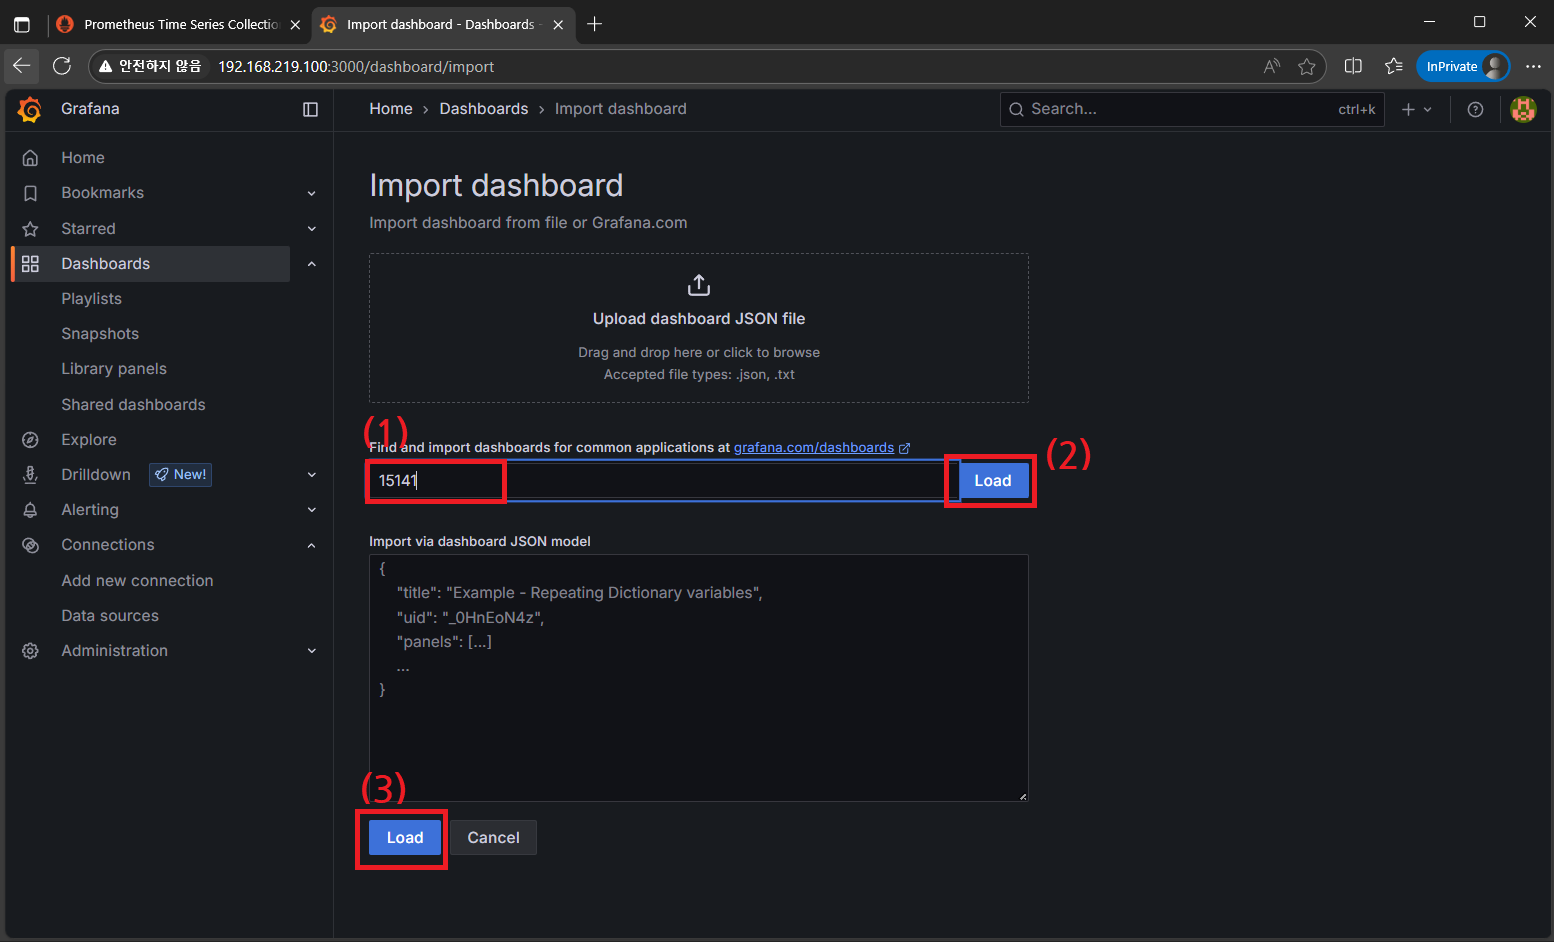 Prometheus Time Series Collectio
Import dashboard - Dashboards -
안전하지 않음 192.168.219.100:3000/dashboard/import
InPrivate
Grafana
Home › Dashboards › Import dashboard
Search...
ctrl+k
Home
Bookmarks
Starred
Dashboards
Playlists
Snapshots
Library panels
Shared dashboards
Explore
Drilldown New!
Alerting
Connections
Add new connection
Data sources
Administration
Import dashboard
Import dashboard from file or Grafana.com
Upload dashboard JSON file
Drag and drop here or click to browse
Accepted file types: .json, .txt
(1)
Find and import dashboards for common applications at grafana.com/dashboards
(2)
15141
Load
Import via dashboard JSON model
{
"title": "Example - Repeating Dictionary variables",
"uid": "_0HnEoN4z",
"panels": [...]
...
}
(3)
Load
Cancel